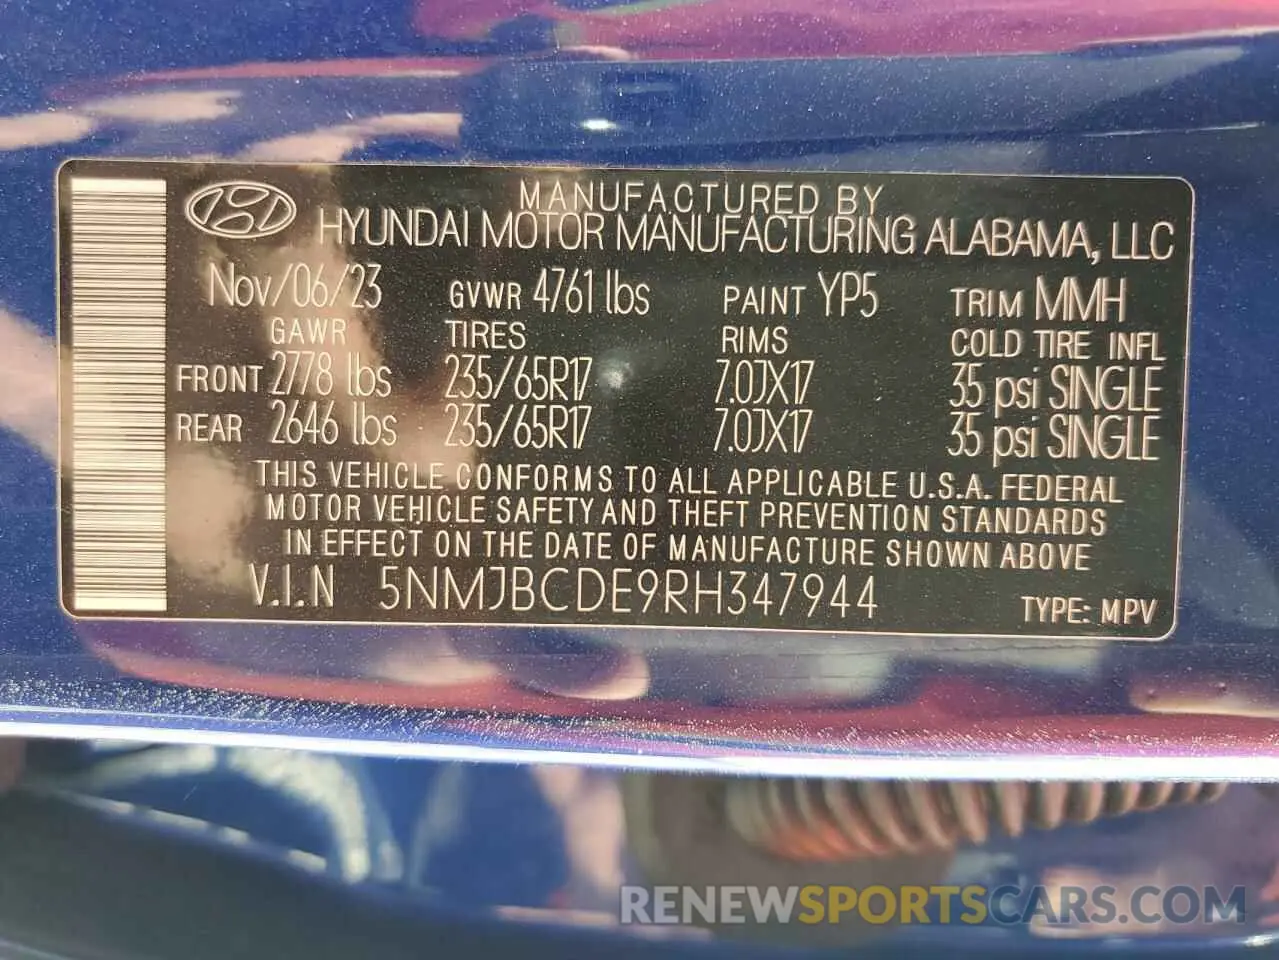 MANUFACTURED BY
HYUNDAI MOTOR MANUFACTURING ALABAMA, LLC
Nov/06/23 GVWR 4761 lbs PAINT YP5 TRIM MMH
GAWR TIRES RIMS COLD TIRE INFL
FRONT 2778 lbs 235/65R17 7.0JX17 35 psi SINGLE
REAR 2646 lbs 235/65R17 7.0JX17 35 psi SINGLE
THIS VEHICLE CONFORMS TO ALL APPLICABLE U.S.A. FEDERAL
MOTOR VEHICLE SAFETY AND THEFT PREVENTION STANDARDS
IN EFFECT ON THE DATE OF MANUFACTURE SHOWN ABOVE
V.I.N 5NMJBCDE9RH347944 TYPE: MPV
RENEWSPORTSCARS.COM